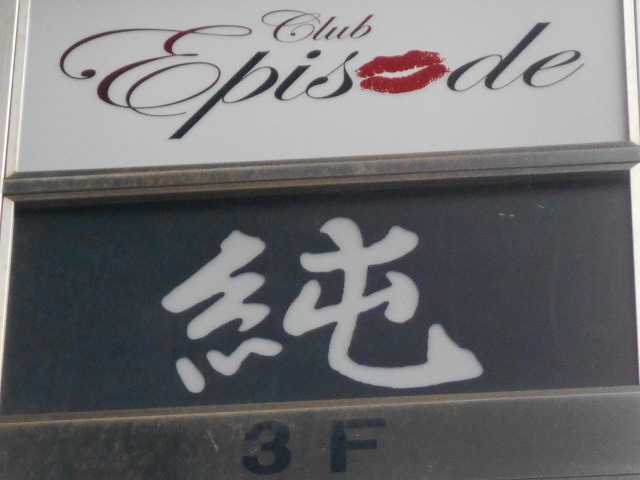 Club
Episode
純
3F